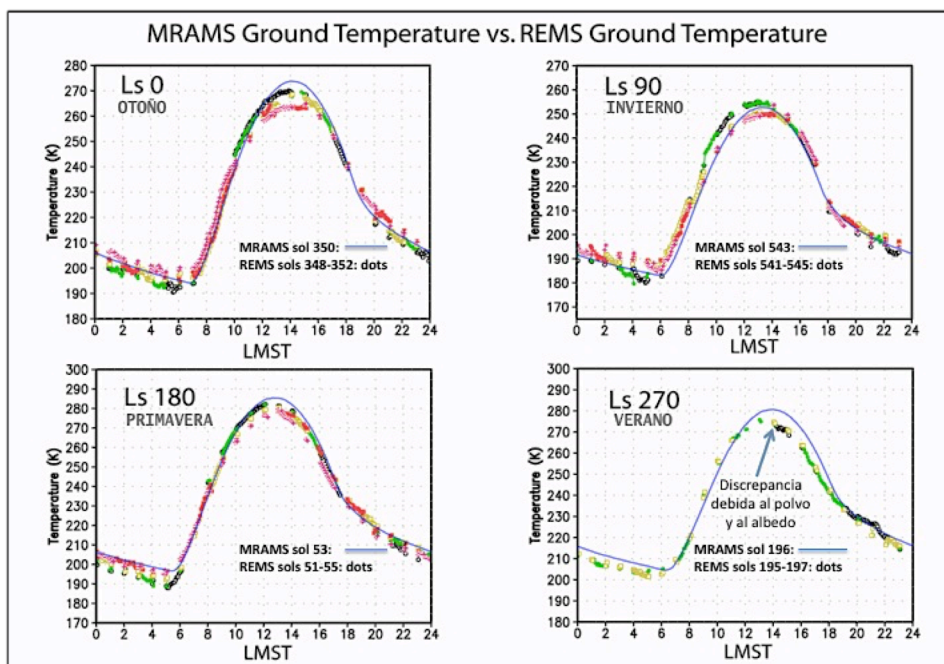 MRAMS Ground Temperature vs. REMS Ground Temperature
Ls 0
OTOÑO
Temperature (K)
280
270
260
250
240
230
220
210
200
190
180
MRAMS sol 350:
REMS sols 348-352: dots
0 2 4 6 8 10 12 14 16 18 20 22 24
LMST
Ls 90
INVIERNO
Temperature (K)
270
260
250
240
230
220
210
200
190
180
170
MRAMS sol 543:
REMS sols 541-545: dots
0 2 4 6 8 10 12 14 16 18 20 22 24
LMST
Ls 180
PRIMAVERA
Temperature (K)
300
290
280
270
260
250
240
230
220
210
200
190
180
MRAMS sol 53:
REMS sols 51-55: dots
0 2 4 6 8 10 12 14 16 18 20 22 24
LMST
Ls 270
VERANO
Temperature (K)
300
290
280
270
260
250
240
230
220
210
200
190
180
Discrepancia
debida al polvo
y al albedo
MRAMS sol 196:
REMS sols 195-197: dots
0 2 4 6 8 10 12 14 16 18 20 22 24
LMST